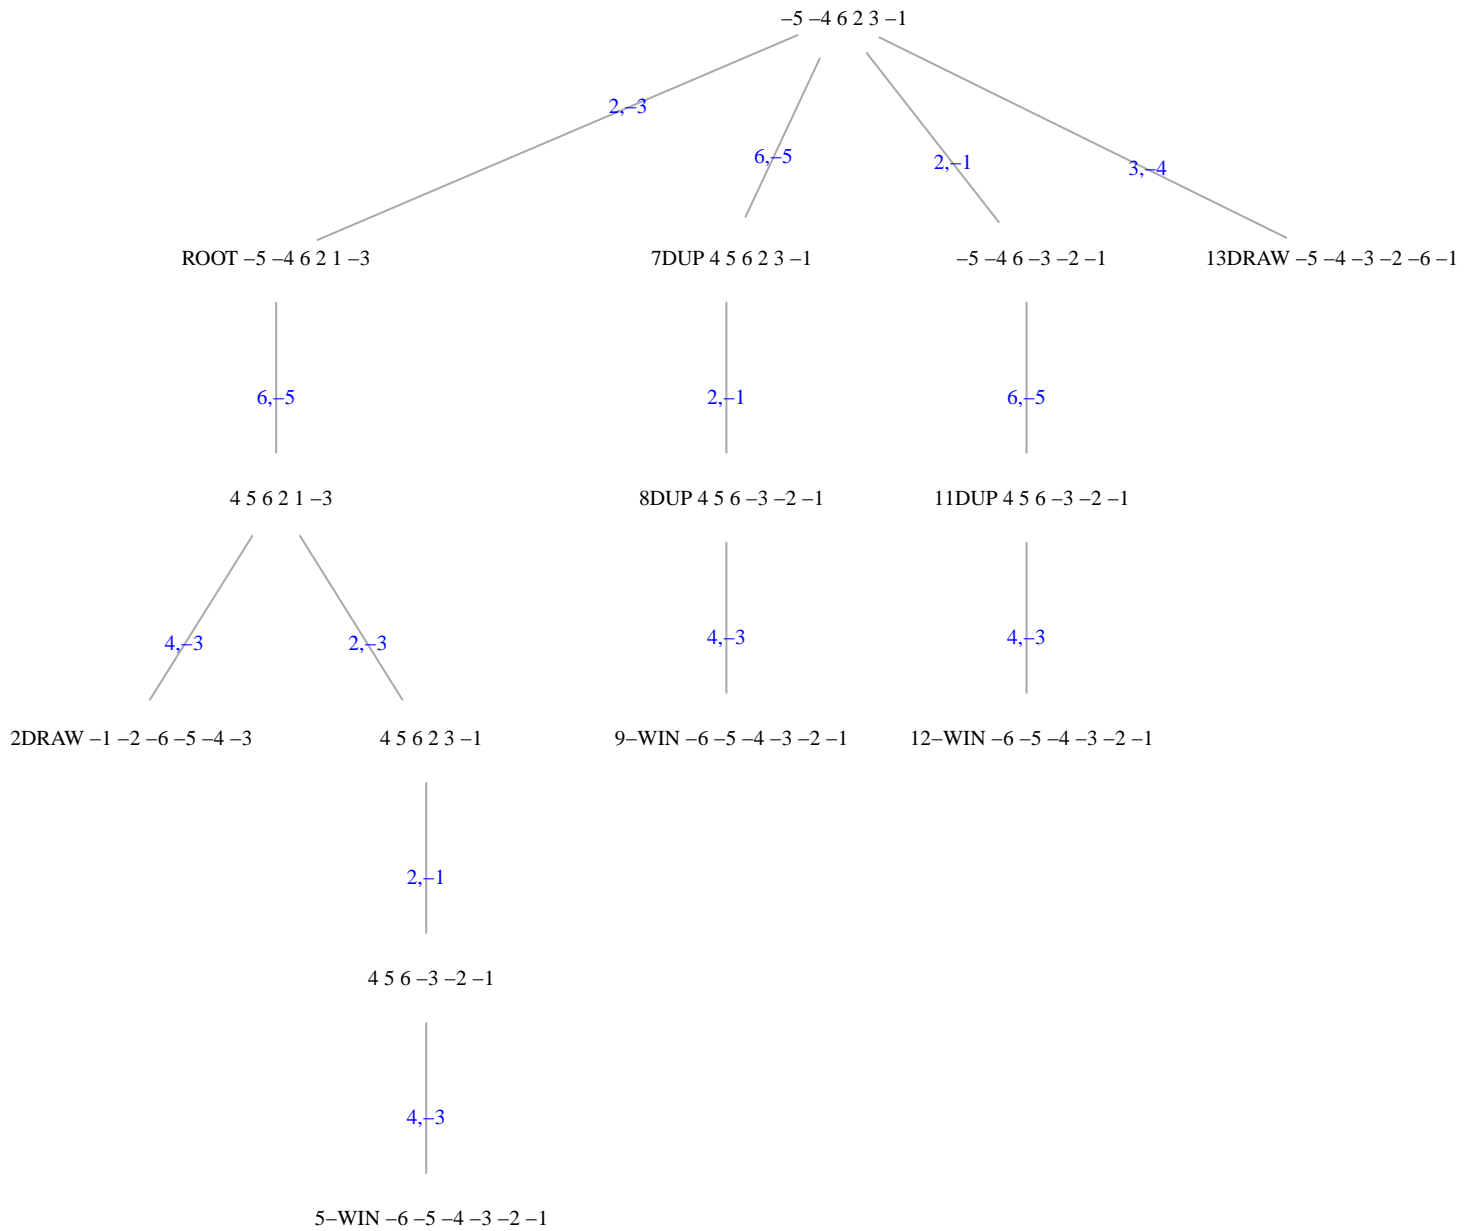 –5 –4 6 2 3 –1
2,–3
6,–5
2,–1
3,–4
ROOT –5 –4 6 2 1 –3
7DUP 4 5 6 2 3 –1
–5 –4 6 –3 –2 –1
13DRAW –5 –4 –3 –2 –6 –1
6,–5
2,–1
6,–5
4 5 6 2 1 –3
8DUP 4 5 6 –3 –2 –1
11DUP 4 5 6 –3 –2 –1
4,–3
2,–3
4,–3
4,–3
2DRAW –1 –2 –6 –5 –4 –3
4 5 6 2 3 –1
9–WIN –6 –5 –4 –3 –2 –1
12–WIN –6 –5 –4 –3 –2 –1
2,–1
4 5 6 –3 –2 –1
4,–3
5–WIN –6 –5 –4 –3 –2 –1